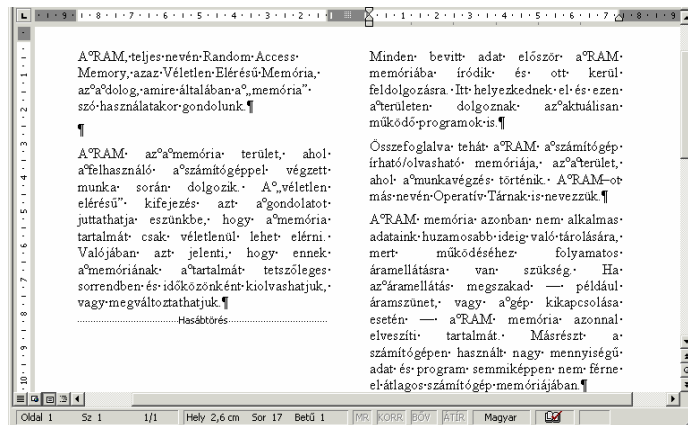 A RAM, teljes nevén Random Access
Memory, azaz Véletlen Elérésű Memória,
az a dolog, amire általában a „memória”
szó használatakor gondolunk.¶
¶
A RAM az a memória terület, ahol
a felhasználó a számítógéppel végzett
munka során dolgozik. A „véletlen
elérésű” kifejezés azt a gondolatot
juttathatja eszünkbe, hogy a memória
tartalmát csak véletlenül lehet elérni.
Valójában azt jelenti, hogy ennek
a memóriának a tartalmát tetszőleges
sorrendben és időközönként kiolvashatjuk,
vagy megváltoztathatjuk.¶
Hasábtörés
Minden bevitt adat először a RAM
memóriába íródik és ott kerül
feldolgozásra. Itt helyezkednek el és ezen
a területen dolgoznak az aktuálisan
működő programok is.¶
Összefoglalva tehát a RAM a számítógép
írható/olvasható memóriája, az a terület,
ahol a munkavégzés történik. A RAM–ot
más néven Operatív Tárnak is nevezzük.¶
A RAM memória azonban nem alkalmas
adataink huzamosabb ideig való tárolására,
mert működéséhez folyamatos
áramellátásra van szükség. Ha
az áramellátás megszakad — például
áramszünet, vagy a gép kikapcsolása
esetén — a RAM memória azonnal
elveszíti tartalmát. Másrészt a
számítógépen használt nagy mennyiségű
adat és program semmiképpen nem férne
el átlagos számítógép memóriájában.¶
Oldal 1 Sz 1 1/1 Hely 2,6 cm Sor 17 Betű 1 MR KORR BŐV ÁTÍR Magyar